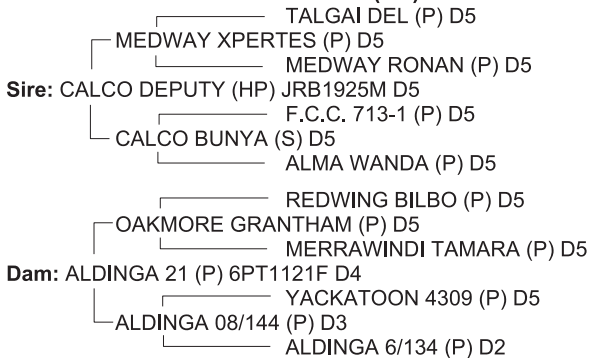 TALGAI DEL (P) D5
MEDWAY XPERTES (P) D5
MEDWAY RONAN (P) D5
Sire: CALCO DEPUTY (HP) JRB1925M D5
F.C.C. 713-1 (P) D5
CALCO BUNYA (S) D5
ALMA WANDA (P) D5
REDWING BILBO (P) D5
OAKMORE GRANTHAM (P) D5
MERRAWINDI TAMARA (P) D5
Dam: ALDINGA 21 (P) 6PT1121F D4
YACKATOON 4309 (P) D5
ALDINGA 08/144 (P) D3
ALDINGA 6/134 (P) D2